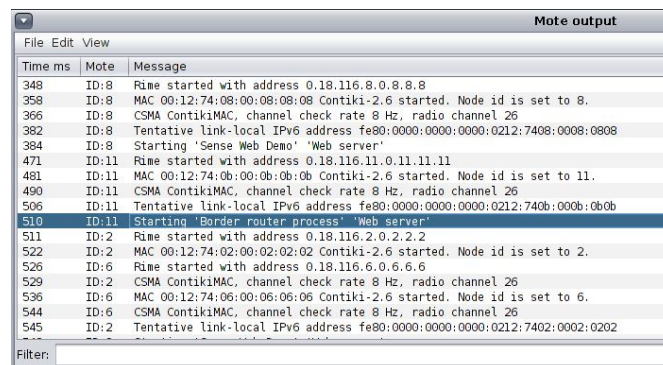 Mote output
File Edit View
Time ms Mote Message
348 ID:8 Rime started with address 0.18.116.8.0.8.8.8
358 ID:8 MAC 00:12:74:08:00:08:08:08 Contiki-2.6 started. Node id is set to 8.
366 ID:8 CSMA ContikiMAC, channel check rate 8 Hz, radio channel 26
382 ID:8 Tentative link-local IPv6 address fe80:0000:0000:0000:0212:7408:0008:0808
384 ID:8 Starting 'Sense Web Demo' 'Web server'
471 ID:11 Rime started with address 0.18.116.11.0.11.11.11
481 ID:11 MAC 00:12:74:0b:00:0b:0b:0b Contiki-2.6 started. Node id is set to 11.
490 ID:11 CSMA ContikiMAC, channel check rate 8 Hz, radio channel 26
506 ID:11 Tentative link-local IPv6 address fe80:0000:0000:0000:0212:740b:000b:0b0b
510 ID:11 Starting 'Border router process' 'Web server'
511 ID:2 Rime started with address 0.18.116.2.0.2.2.2
522 ID:2 MAC 00:12:74:02:00:02:02:02 Contiki-2.6 started. Node id is set to 2.
526 ID:6 Rime started with address 0.18.116.6.0.6.6.6
529 ID:2 CSMA ContikiMAC, channel check rate 8 Hz, radio channel 26
536 ID:6 MAC 00:12:74:06:00:06:06:06 Contiki-2.6 started. Node id is set to 6.
544 ID:6 CSMA ContikiMAC, channel check rate 8 Hz, radio channel 26
545 ID:2 Tentative link-local IPv6 address fe80:0000:0000:0000:0212:7402:0002:0202
Filter: